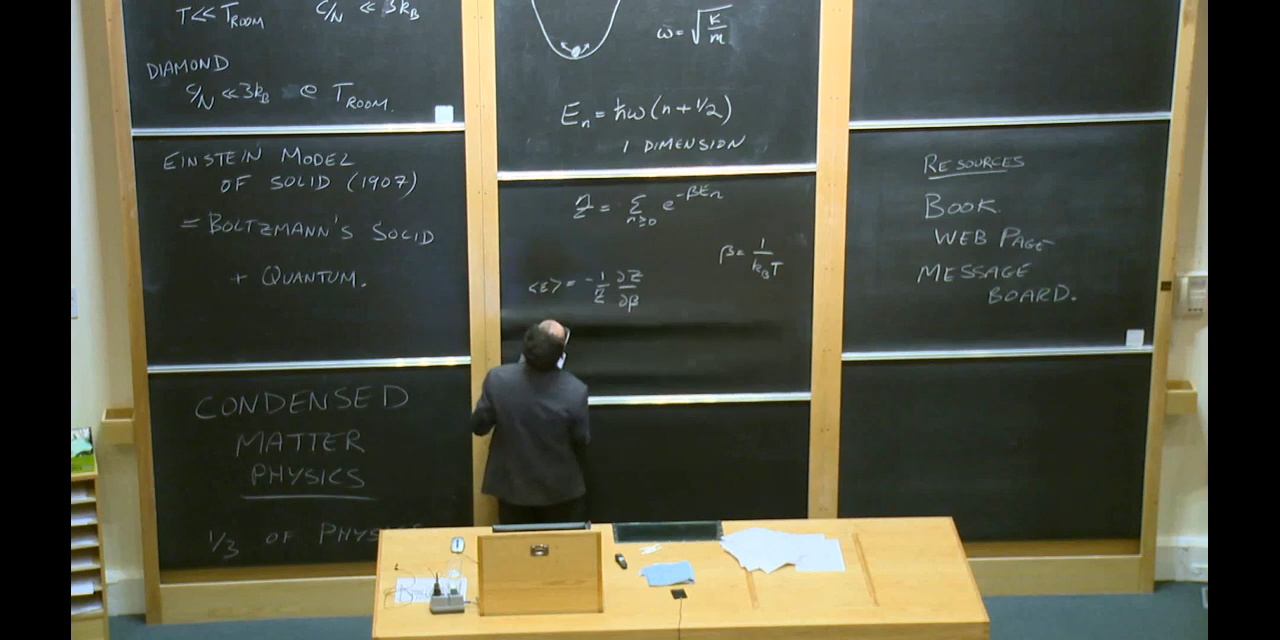 T << T_ROOM C/N << 3k_B
DIAMOND
C/N << 3k_B @ T_ROOM.
EINSTEIN MODEL
OF SOLID (1907)
= BOLTZMANN'S SOLID
+ QUANTUM.
CONDENSED
MATTER
PHYSICS
1/3 OF PHYSICS
ω = √(κ/m)
E_n = ħω(n + 1/2)
1 DIMENSION
Z = Σ_{n≥0} e^{-βE_n}
β = 1/(k_B T)
<E> = -1/Z ∂Z/∂β
RESOURCES
BOOK
WEB PAGE
MESSAGE
BOARD.